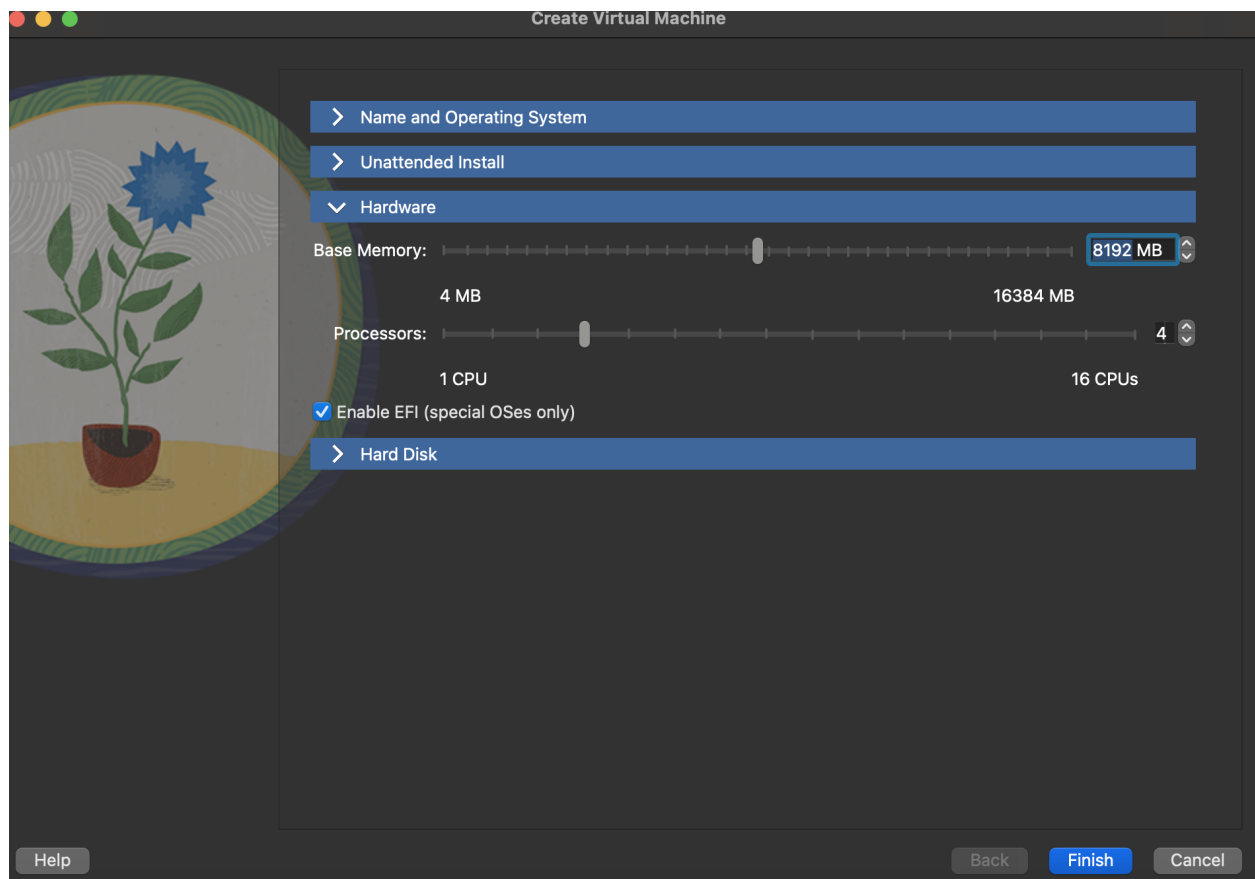 Create Virtual Machine
Name and Operating System
Unattended Install
Hardware
Base Memory: 8192 MB
4 MB 16384 MB
Processors: 4
1 CPU 16 CPUs
Enable EFI (special OSes only)
Hard Disk
Help Back Finish Cancel